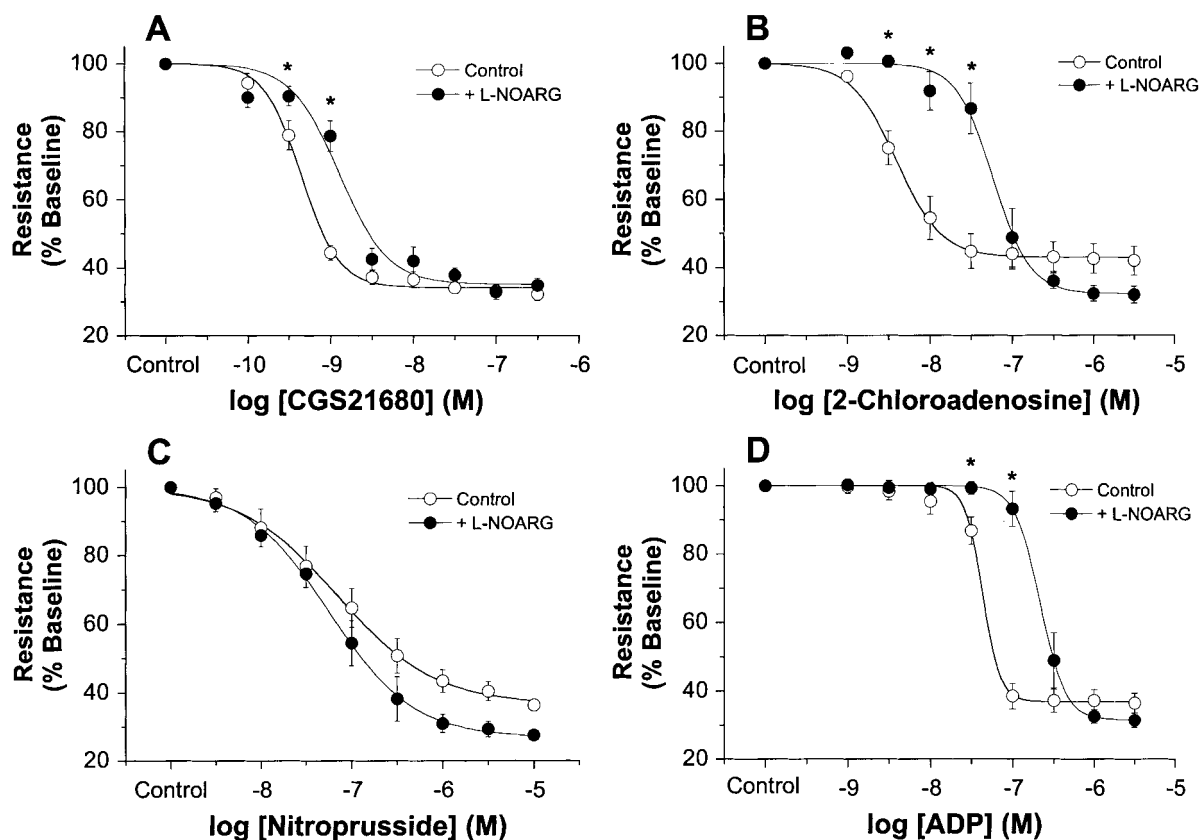 A
Resistance
(% Baseline)
100
80
60
40
20
* *
Control
+ L-NOARG
Control -10 -9 -8 -7 -6
log [CGS21680] (M)
B
Resistance
(% Baseline)
100
80
60
40
20
* * *
Control
+ L-NOARG
Control -9 -8 -7 -6 -5
log [2-Chloroadenosine] (M)
C
Resistance
(% Baseline)
100
80
60
40
20
Control
+ L-NOARG
Control -8 -7 -6 -5
log [Nitroprusside] (M)
D
Resistance
(% Baseline)
100
80
60
40
20
* *
Control
+ L-NOARG
Control -9 -8 -7 -6 -5
log [ADP] (M)